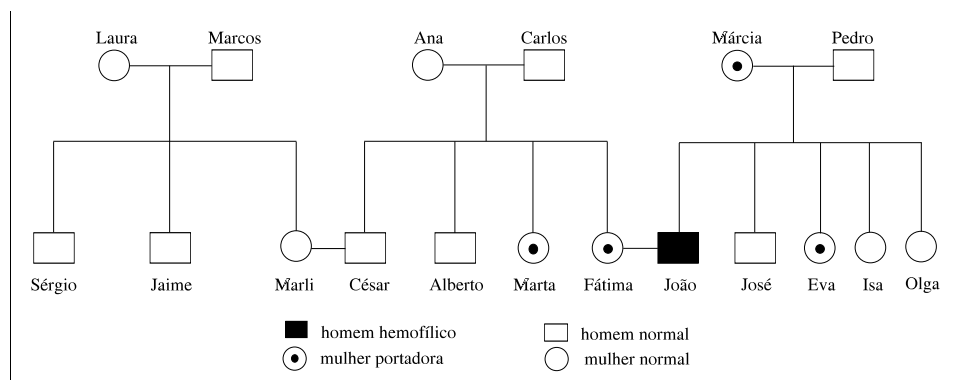 Laura Marcos Ana Carlos Márcia Pedro
Sérgio Jaime Marli César Alberto Marta Fátima João José Eva Isa Olga
homem hemofílico homem normal
mulher portadora mulher normal